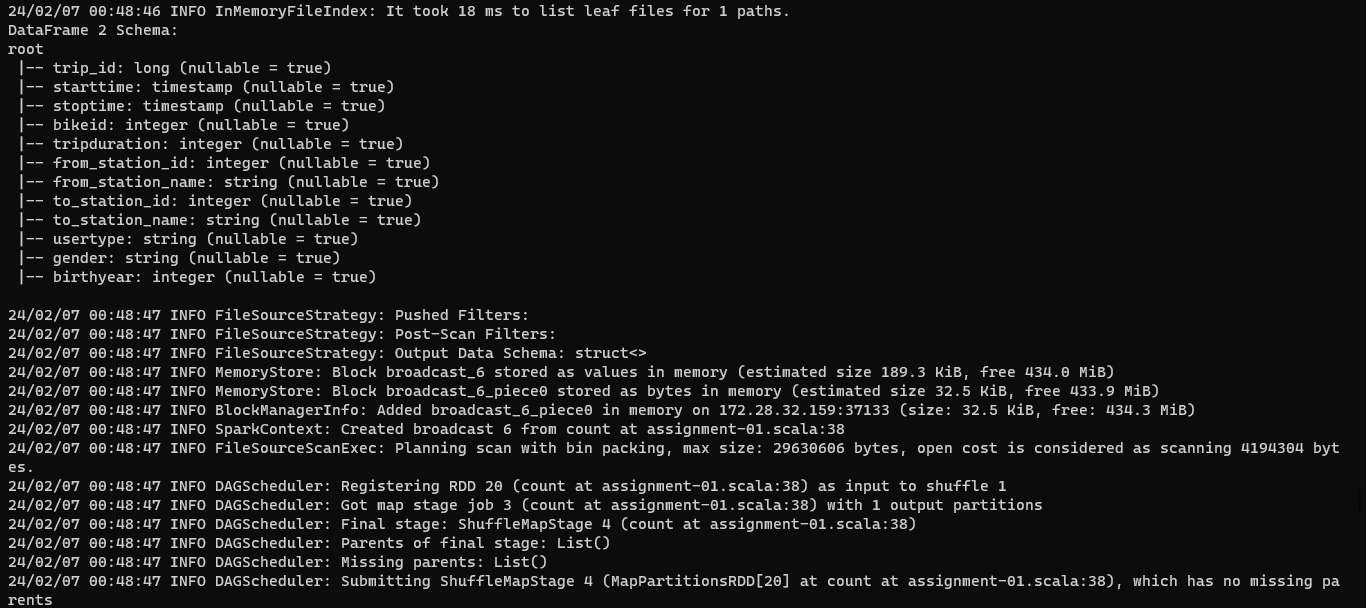 24/02/07 00:48:46 INFO InMemoryFileIndex: It took 18 ms to list leaf files for 1 paths.
DataFrame 2 Schema:
root
 |-- trip_id: long (nullable = true)
 |-- starttime: timestamp (nullable = true)
 |-- stoptime: timestamp (nullable = true)
 |-- bikeid: integer (nullable = true)
 |-- tripduration: integer (nullable = true)
 |-- from_station_id: integer (nullable = true)
 |-- from_station_name: string (nullable = true)
 |-- to_station_id: integer (nullable = true)
 |-- to_station_name: string (nullable = true)
 |-- usertype: string (nullable = true)
 |-- gender: string (nullable = true)
 |-- birthyear: integer (nullable = true)

24/02/07 00:48:47 INFO FileSourceStrategy: Pushed Filters:
24/02/07 00:48:47 INFO FileSourceStrategy: Post-Scan Filters:
24/02/07 00:48:47 INFO FileSourceStrategy: Output Data Schema: struct<>
24/02/07 00:48:47 INFO MemoryStore: Block broadcast_6 stored as values in memory (estimated size 189.3 KiB, free 434.0 MiB)
24/02/07 00:48:47 INFO MemoryStore: Block broadcast_6_piece0 stored as bytes in memory (estimated size 32.5 KiB, free 433.9 MiB)
24/02/07 00:48:47 INFO BlockManagerInfo: Added broadcast_6_piece0 in memory on 172.28.32.159:37133 (size: 32.5 KiB, free: 434.3 MiB)
24/02/07 00:48:47 INFO SparkContext: Created broadcast 6 from count at assignment-01.scala:38
24/02/07 00:48:47 INFO FileSourceScanExec: Planning scan with bin packing, max size: 29630606 bytes, open cost is considered as scanning 4194304 byt
es.
24/02/07 00:48:47 INFO DAGScheduler: Registering RDD 20 (count at assignment-01.scala:38) as input to shuffle 1
24/02/07 00:48:47 INFO DAGScheduler: Got map stage job 3 (count at assignment-01.scala:38) with 1 output partitions
24/02/07 00:48:47 INFO DAGScheduler: Final stage: ShuffleMapStage 4 (count at assignment-01.scala:38)
24/02/07 00:48:47 INFO DAGScheduler: Parents of final stage: List()
24/02/07 00:48:47 INFO DAGScheduler: Missing parents: List()
24/02/07 00:48:47 INFO DAGScheduler: Submitting ShuffleMapStage 4 (MapPartitionsRDD[20] at count at assignment-01.scala:38), which has no missing pa
rents